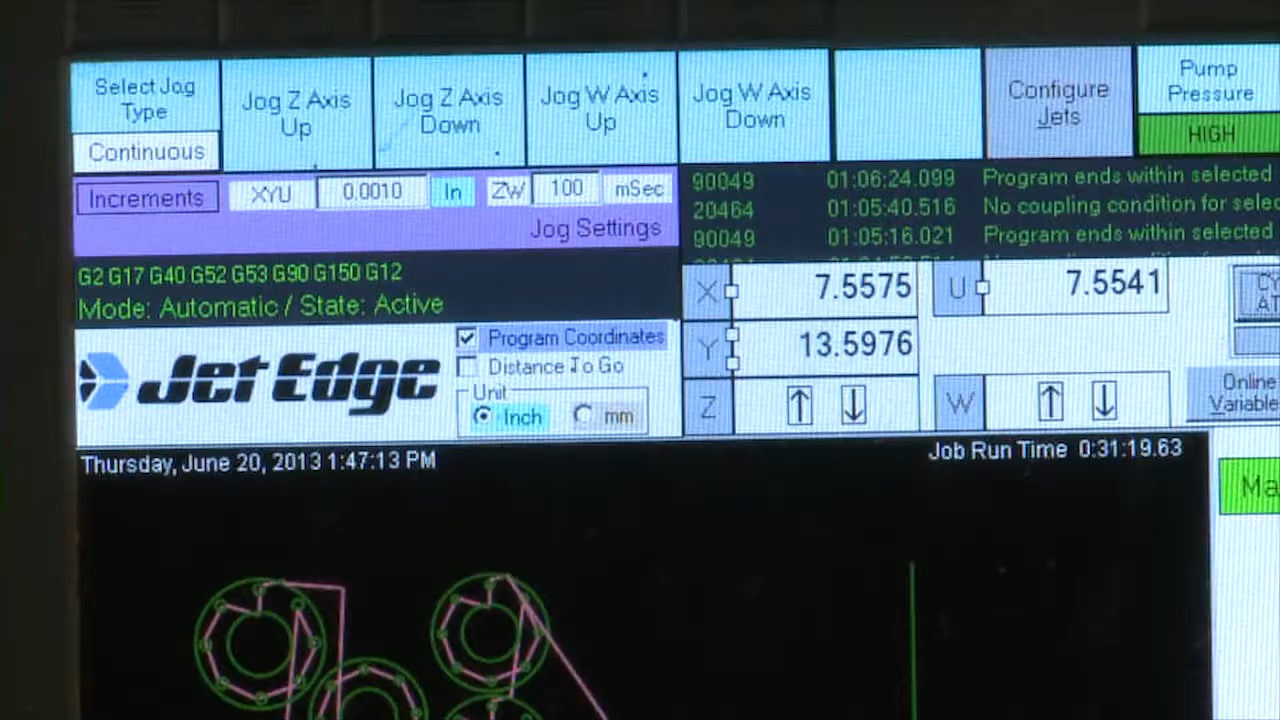 Select Jog
Type
Continuous
Jog Z Axis
Up
Jog Z Axis
Down
Jog W Axis
Up
Jog W Axis
Down
Configure
Jets
Pump
Pressure
HIGH
Increments XYU 0.0010 In ZW 100 mSec
Jog Settings
90049 01:06:24.099 Program ends within selected
20464 01:05:40.516 No coupling condition for selec
90049 01:05:16.021 Program ends within selected
G2 G17 G40 G52 G53 G90 G150 G12
Mode: Automatic / State: Active
X 7.5575 U 7.5541
Y 13.5976
Z W
Jet Edge
Program Coordinates
Distance To Go
Unit
Inch mm
Online
Variable
Thursday, June 20, 2013 1:47:13 PM
Job Run Time 0:31:19.63
Ma